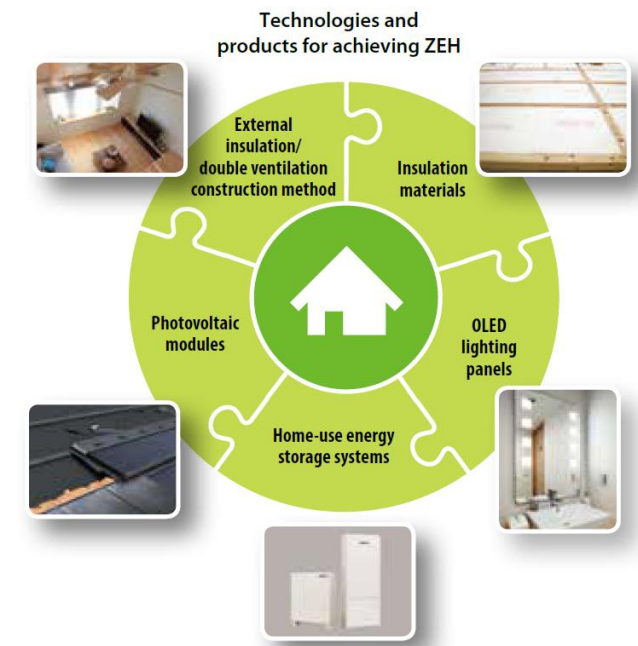 Technologies and
products for achieving ZEH
External
insulation/
double ventilation
construction method
Insulation
materials
Photovoltaic
modules
OLED
lighting
panels
Home-use energy
storage systems